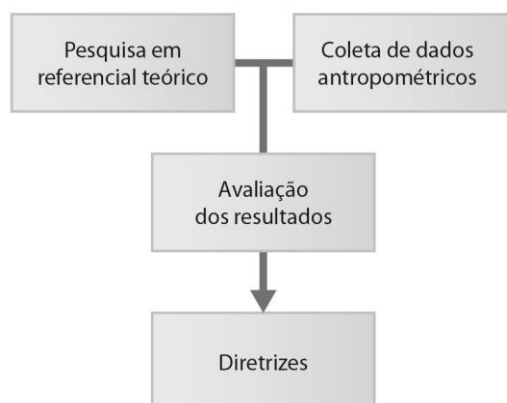 Pesquisa em
referencial teórico
Coleta de dados
antropométricos
Avaliação
dos resultados
Diretrizes